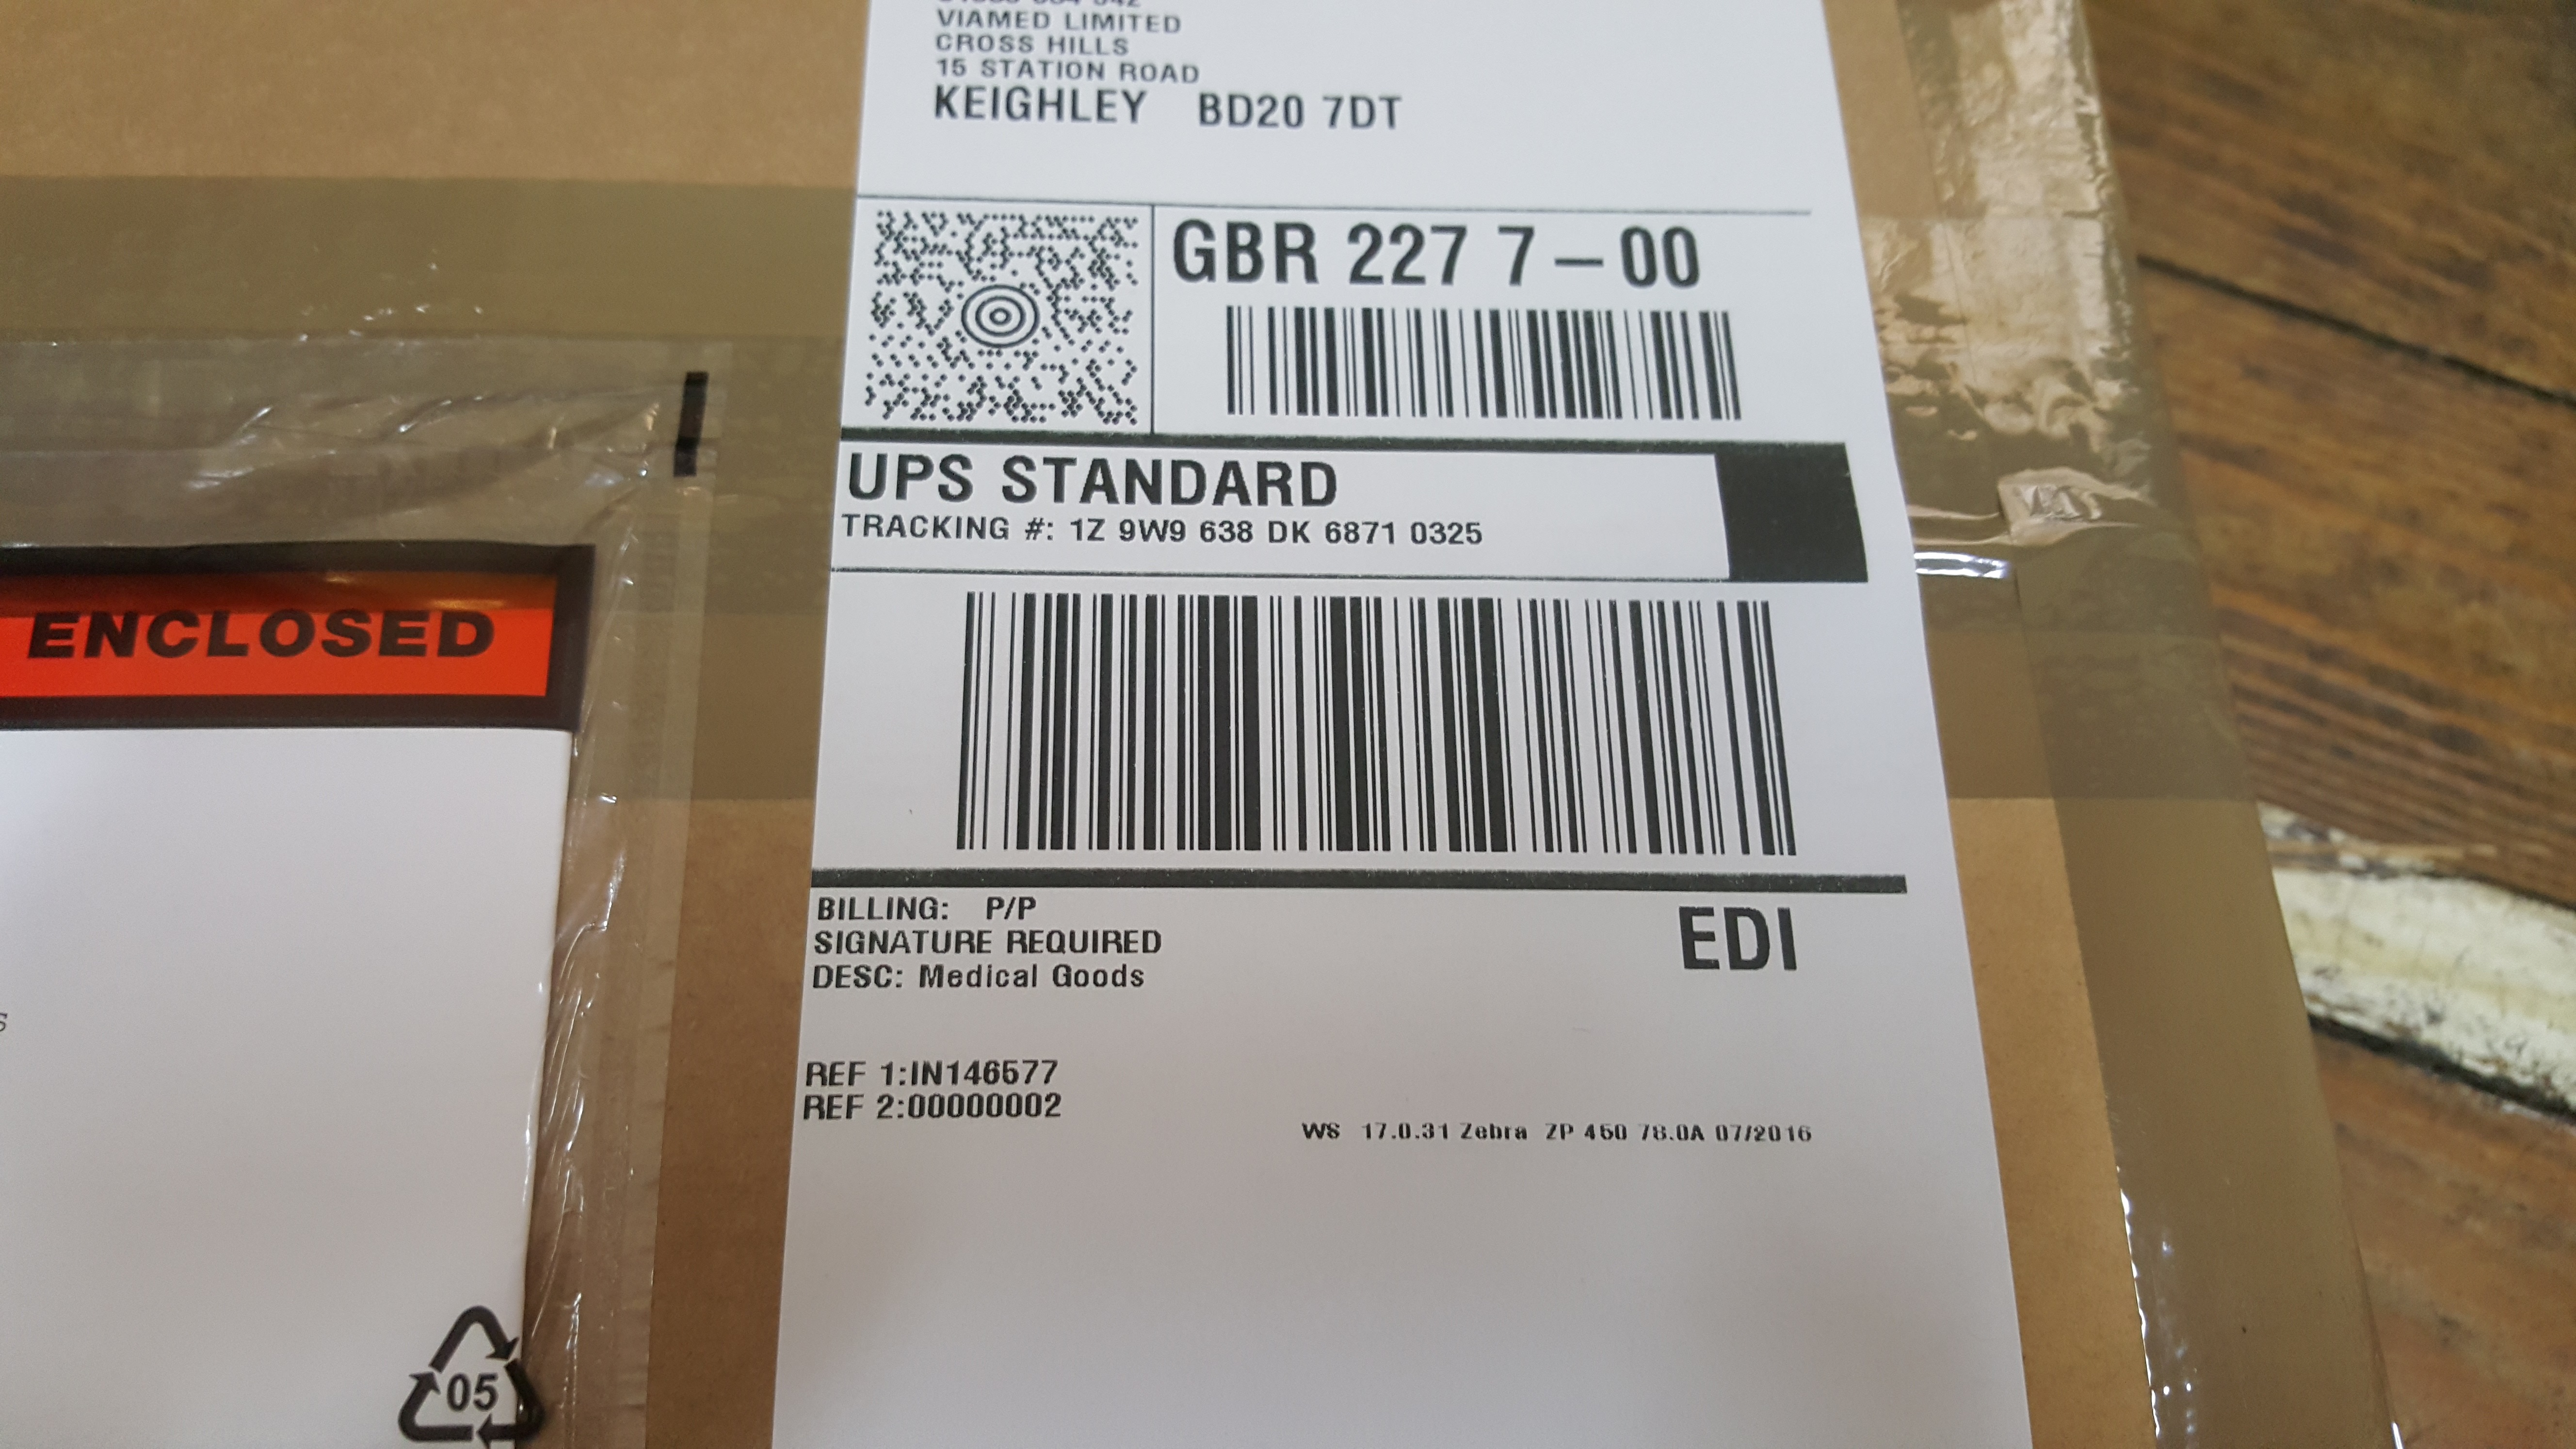 VIAMED LIMITED
CROSS HILLS
15 STATION ROAD
KEIGHLEY BD20 7DT
GBR 227 7-00
UPS STANDARD
TRACKING #: 1Z 9W9 638 DK 6871 0325
ENCLOSED
BILLING: P/P
SIGNATURE REQUIRED
DESC: Medical Goods
EDI
REF 1:IN146577
REF 2:00000002
WS 17.0.31 Zebra ZP 450 78.0A 07/2016
05